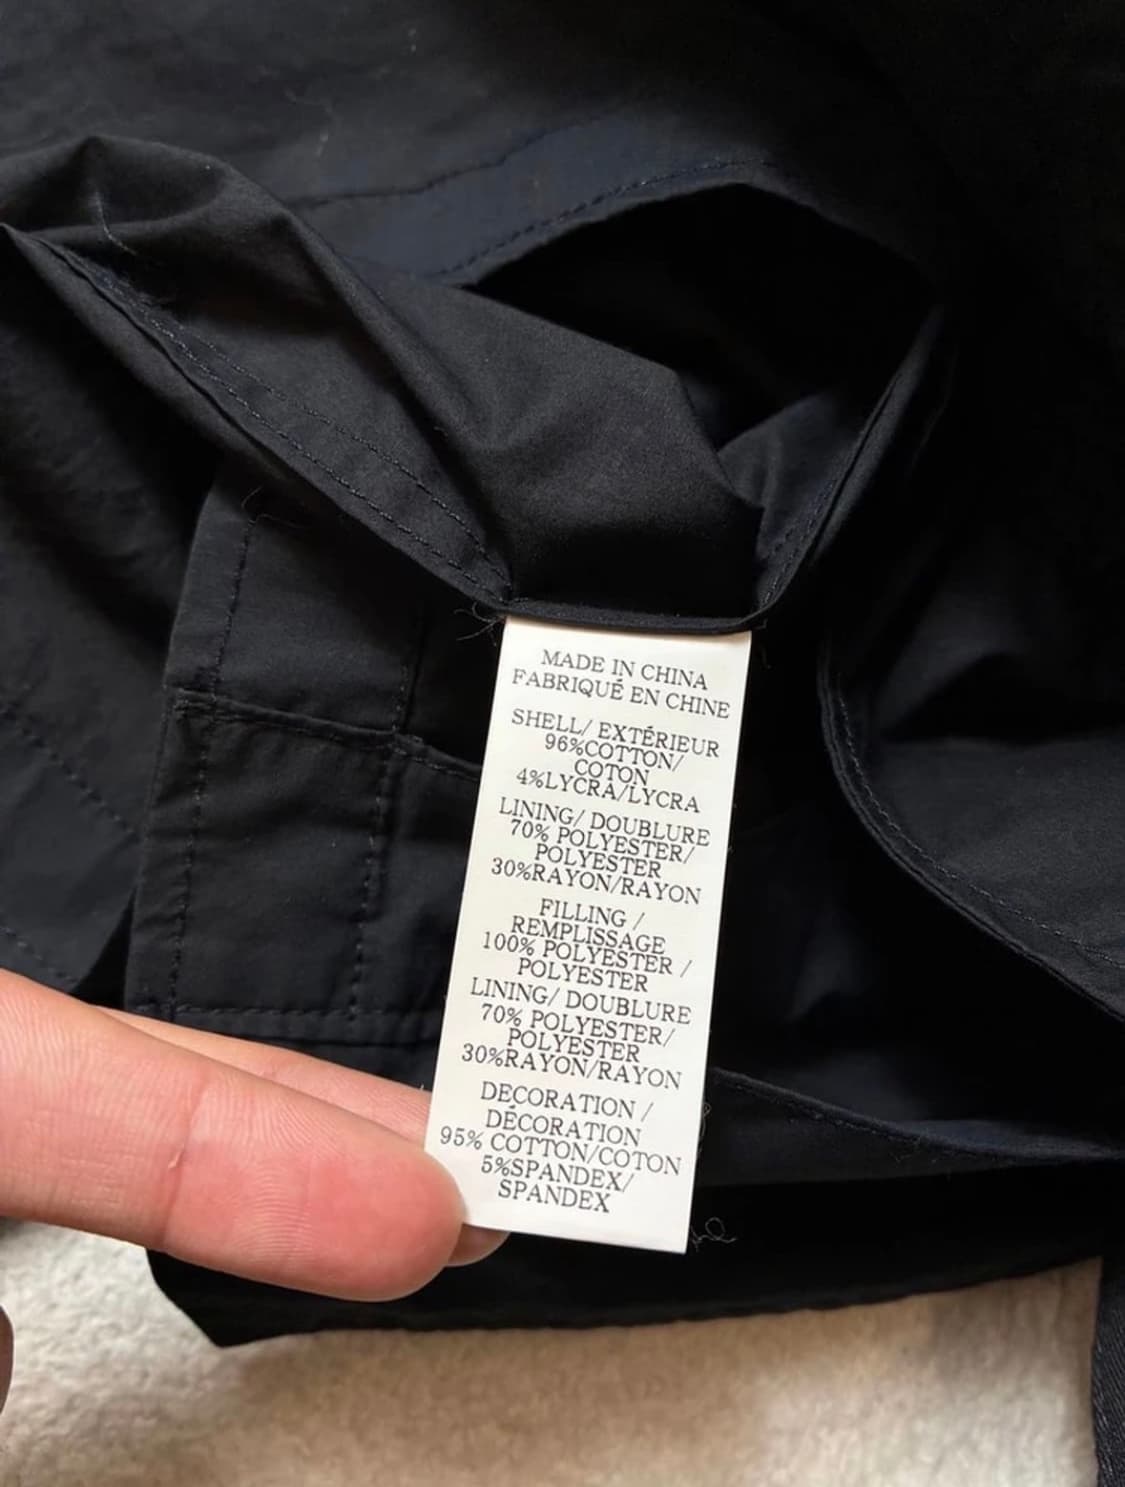 MADE IN CHINA
FABRIQUÉ EN CHINE
SHELL/ EXTÉRIEUR
96%COTTON/
COTON
4%LYCRA/LYCRA
LINING/ DOUBLURE
70% POLYESTER/
POLYESTER
30%RAYON/RAYON
FILLING /
REMPLISSAGE
100% POLYESTER /
POLYESTER
LINING/ DOUBLURE
70% POLYESTER/
POLYESTER
30%RAYON/RAYON
DECORATION /
DÉCORATION
95% COTTON/COTON
5%SPANDEX/
SPANDEX